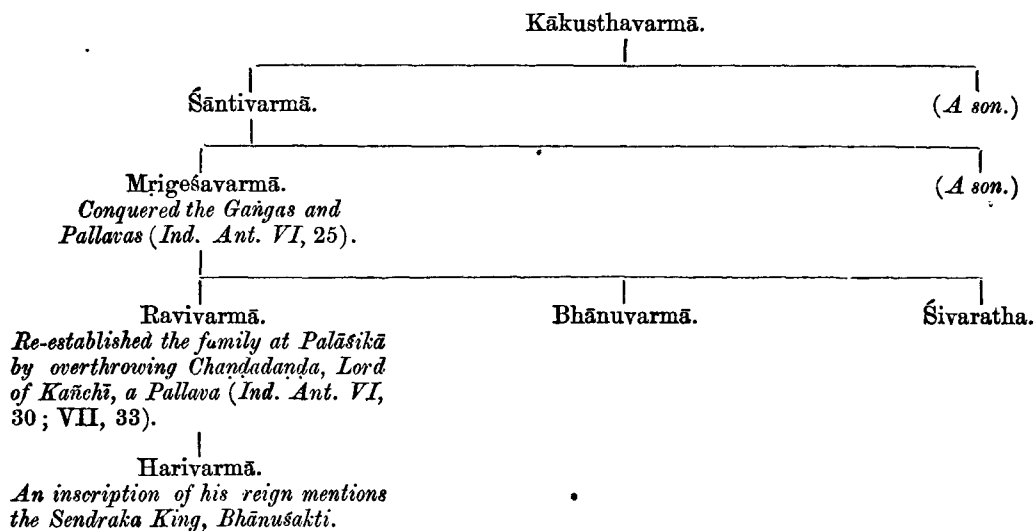 Kākusthavarmā.
Śāntivarmā. (A son.)
Mṛigeśavarmā. (A son.)
Conquered the Gaṅgas and
Pallavas (Ind. Ant. VI, 25).
Ravivarmā. Bhānuvarmā. Śivaratha.
Re-established the family at Palāśikā
by overthrowing Chaṇḍadaṇḍa, Lord
of Kañchī, a Pallava (Ind. Ant. VI,
30; VII, 33).
Harivarmā.
An inscription of his reign mentions
the Sendraka King, Bhānuśakti.